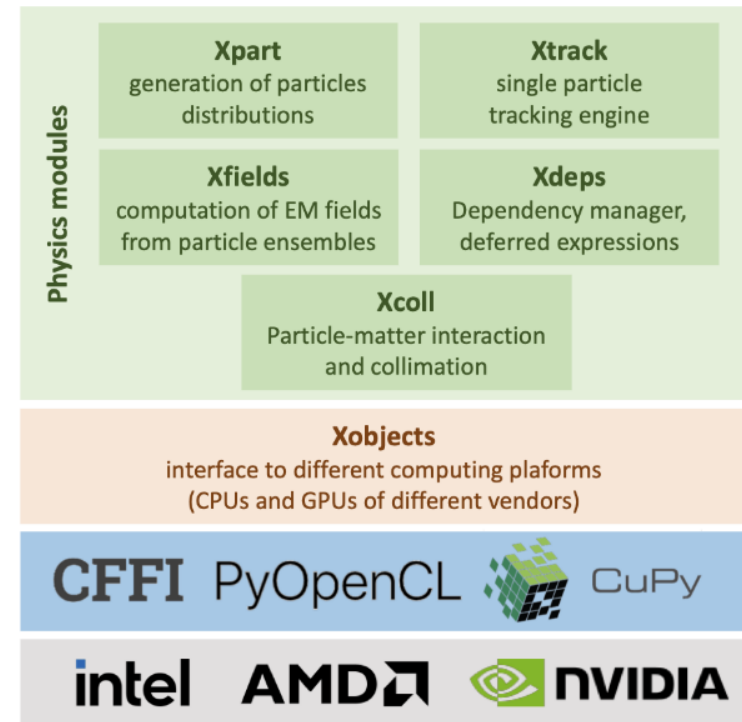 Physics modules
Xpart
generation of particles
distributions
Xtrack
single particle
tracking engine
Xfields
computation of EM fields
from particle ensembles
Xdeps
Dependency manager,
deferred expressions
Xcoll
Particle-matter interaction
and collimation
Xobjects
interface to different computing plaforms
(CPUs and GPUs of different vendors)
CFFI PyOpenCL CuPy
intel AMD NVIDIA